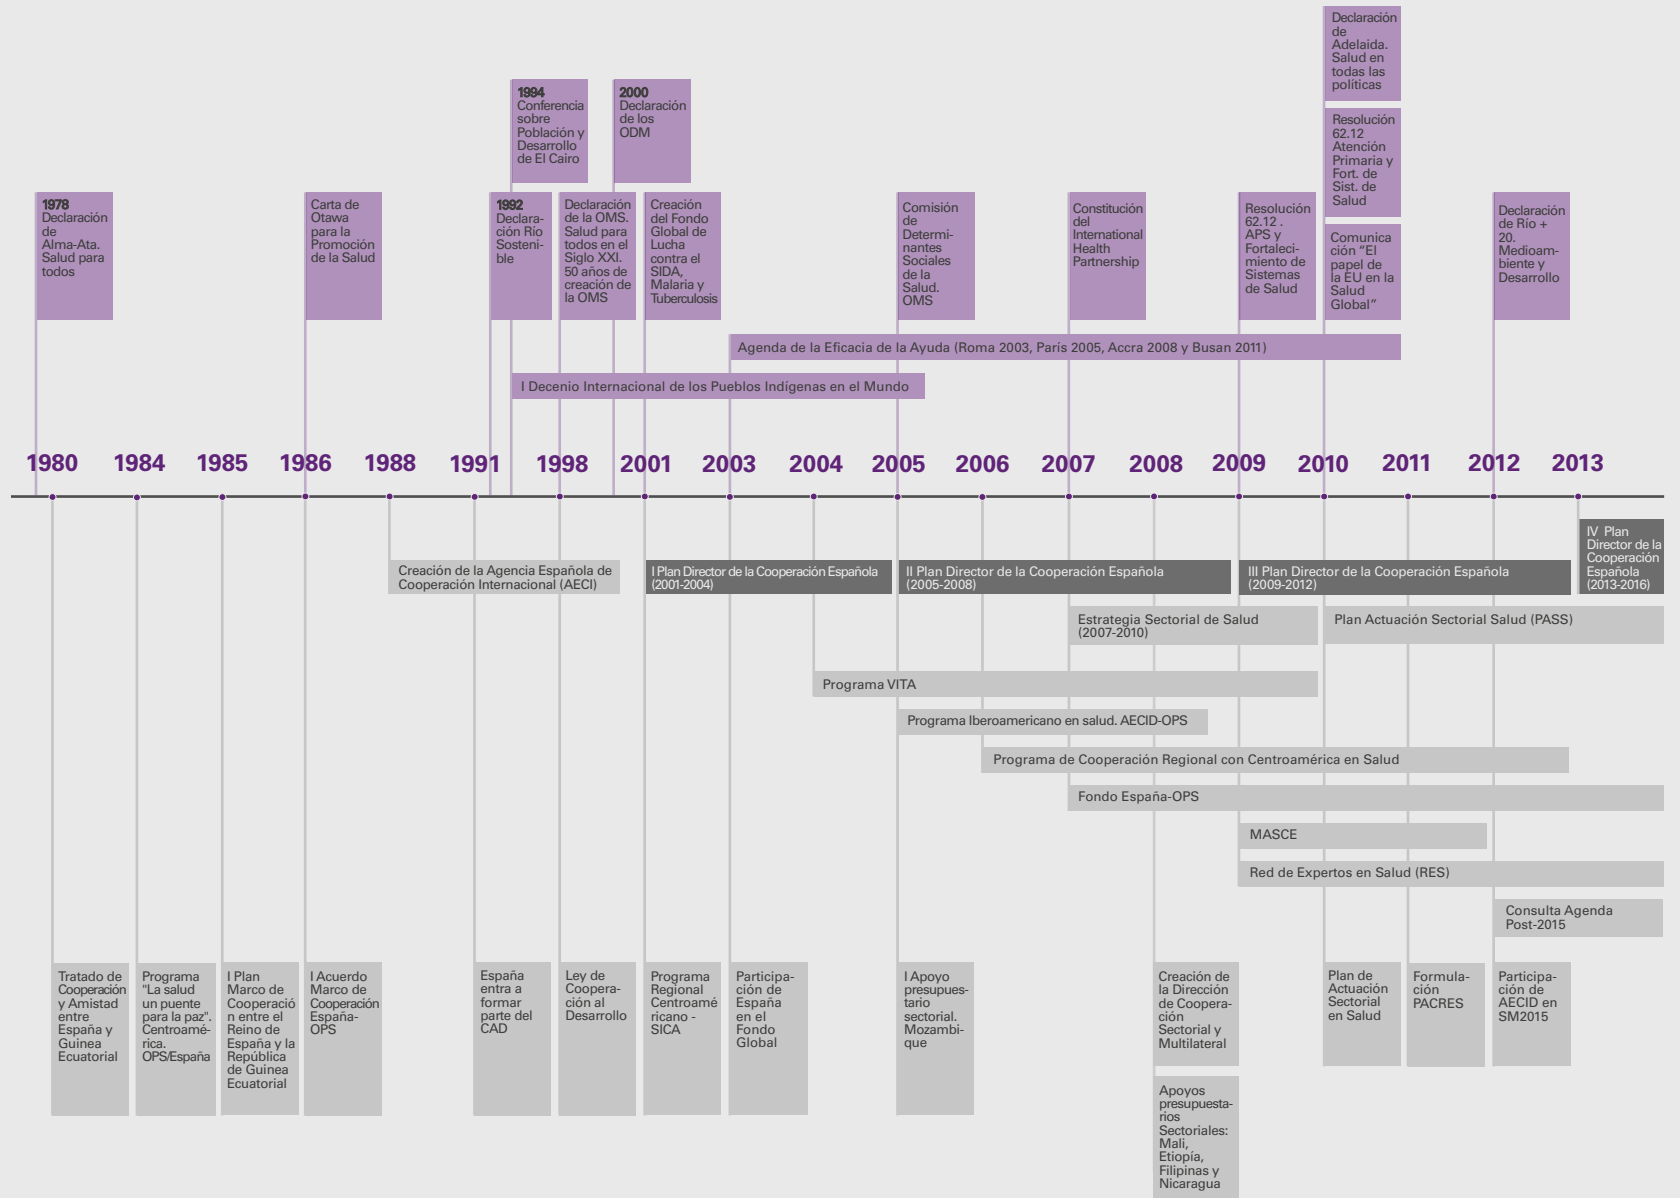 Declaración
de
Adelaida.
Salud en
todas las
políticas
1994
Conferencia
sobre
Población y
Desarrollo
de El Cairo
2000
Declaración
de los
ODM
Resolución
62.12
Atención
Primaria y
Fort. de
Sist. de
Salud
1978
Declaración
de
Alma-Ata.
Salud para
todos
Carta de
Otawa
para la
Promoción
de la Salud
1992
Declara-
ción Río
Sosteni-
ble
Declaración
de la OMS.
Salud para
todos en el
Siglo XXI.
50 años de
creación de
la OMS
Creación
del Fondo
Global de
Lucha
contra el
SIDA,
Malaria y
Tuberculosis
Comisión
de
Determi-
nantes
Sociales
de la
Salud.
OMS
Constitución
del
International
Health
Partnership
Resolución
62.12 .
APS y
Fortaleci-
miento de
Sistemas
de Salud
Comunica
ción “El
papel de
la EU en la
Salud
Global”
Declaración
de Río +
20.
Medioam-
biente y
Desarrollo
Agenda de la Eficacia de la Ayuda (Roma 2003, París 2005, Accra 2008 y Busan 2011)
I Decenio Internacional de los Pueblos Indígenas en el Mundo
1980 1984 1985 1986 1988 1991 1998 2001 2003 2004 2005 2006 2007 2008 2009 2010 2011 2012 2013
IV Plan
Director de la
Cooperación
Española
(2013-2016)
Creación de la Agencia Española de
Cooperación Internacional (AECI)
I Plan Director de la Cooperación Española
(2001-2004)
II Plan Director de la Cooperación Española
(2005-2008)
III Plan Director de la Cooperación Española
(2009-2012)
Estrategia Sectorial de Salud
(2007-2010)
Plan Actuación Sectorial Salud (PASS)
Programa VITA
Programa Iberoamericano en salud. AECID-OPS
Programa de Cooperación Regional con Centroamérica en Salud
Fondo España-OPS
MASCE
Red de Expertos en Salud (RES)
Consulta Agenda
Post-2015
Tratado de
Cooperación
y Amistad
entre
España y
Guinea
Ecuatorial
Programa
"La salud
un puente
para la paz".
Centroamé-
rica.
OPS/España
I Plan
Marco de
Cooperació
n entre el
Reino de
España y la
República
de Guinea
Ecuatorial
I Acuerdo
Marco de
Cooperación
España-
OPS
España
entra a
formar
parte del
CAD
Ley de
Coopera-
ción al
Desarrollo
Programa
Regional
Centroamé
ricano -
SICA
Participa-
ción de
España
en el
Fondo
Global
I Apoyo
presupues-
tario
sectorial.
Mozambi-
que
Creación de
la Dirección
de Coopera-
ción
Sectorial y
Multilateral
Plan de
Actuación
Sectorial
en Salud
Formula-
ción
PACRES
Participa-
ción de
AECID en
SM2015
Apoyos
presupuesta-
rios
Sectoriales:
Mali,
Etiopía,
Filipinas y
Nicaragua